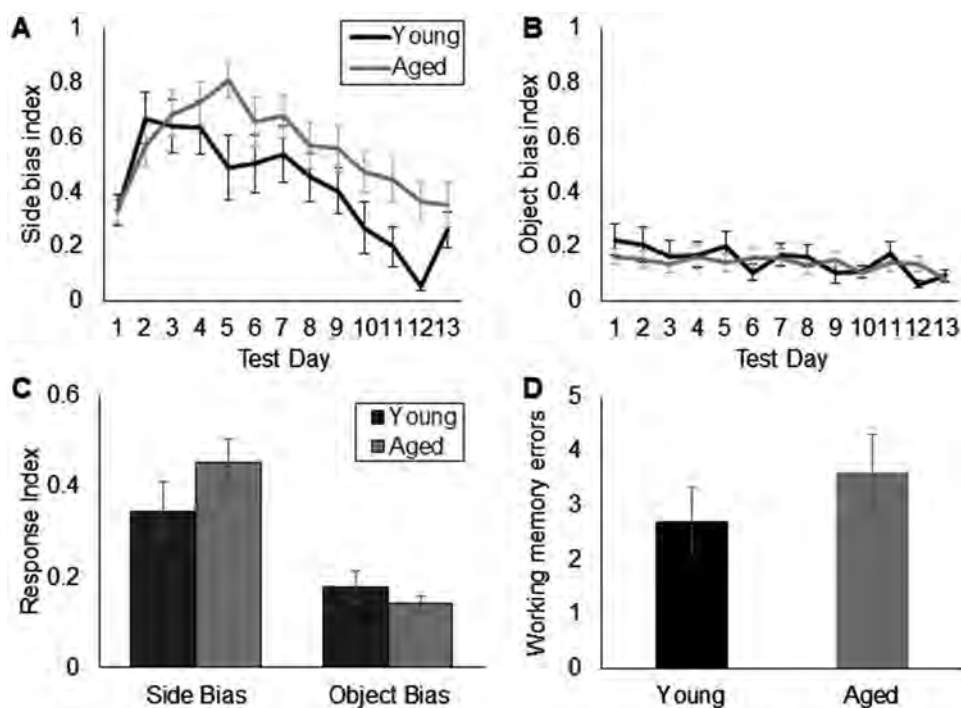 A
Side bias index
1
0.8
0.6
0.4
0.2
0
1 2 3 4 5 6 7 8 9 10 11 12 13
Test Day
Young
Aged
B
Object bias index
1
0.8
0.6
0.4
0.2
0
1 2 3 4 5 6 7 8 9 10 11 12 13
Test Day
C
Response Index
0.6
0.4
0.2
0
Side Bias Object Bias
Young
Aged
D
Working memory errors
5
4
3
2
1
0
Young Aged